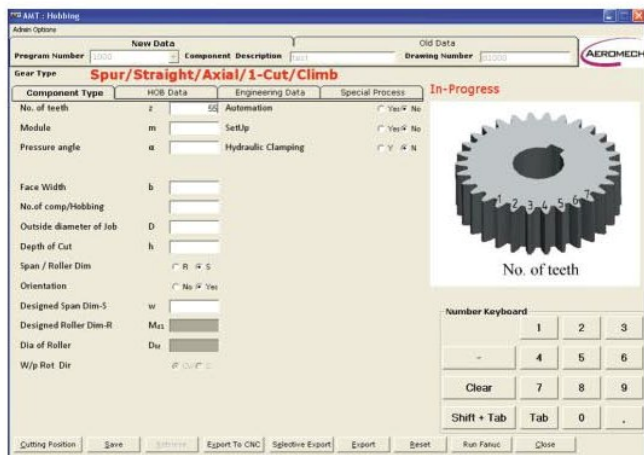 AMT : Hobbing
Admin Options
New Data
Old Data
Program Number 1000 Component Description test Drawing Number p1000
AEROMECH
Gear Type Spur/Straight/Axial/1-Cut/Climb
Component Type HOB Data Engineering Data Special Process
In-Progress
No. of teeth z 55 Automation Yes No
Module m SetUp Yes No
Pressure angle α Hydraulic Clamping Y N
Face Width b
No.of comp/Hobbing
Outside diameter of Job D
Depth of Cut h
Span / Roller Dim R S
Orientation No Yes
Designed Span Dim-S w
Designed Roller Dim-R
Dia of Roller
W/p Rot Dir
1 2 3 4 5 6 7
No. of teeth
Number Keyboard
1 2 3
- 4 5 6
Clear 7 8 9
Shift + Tab Tab 0 .
Cutting Position Save Retrieve Export To CNC Selective Export Export Reset Run Fanuc Close